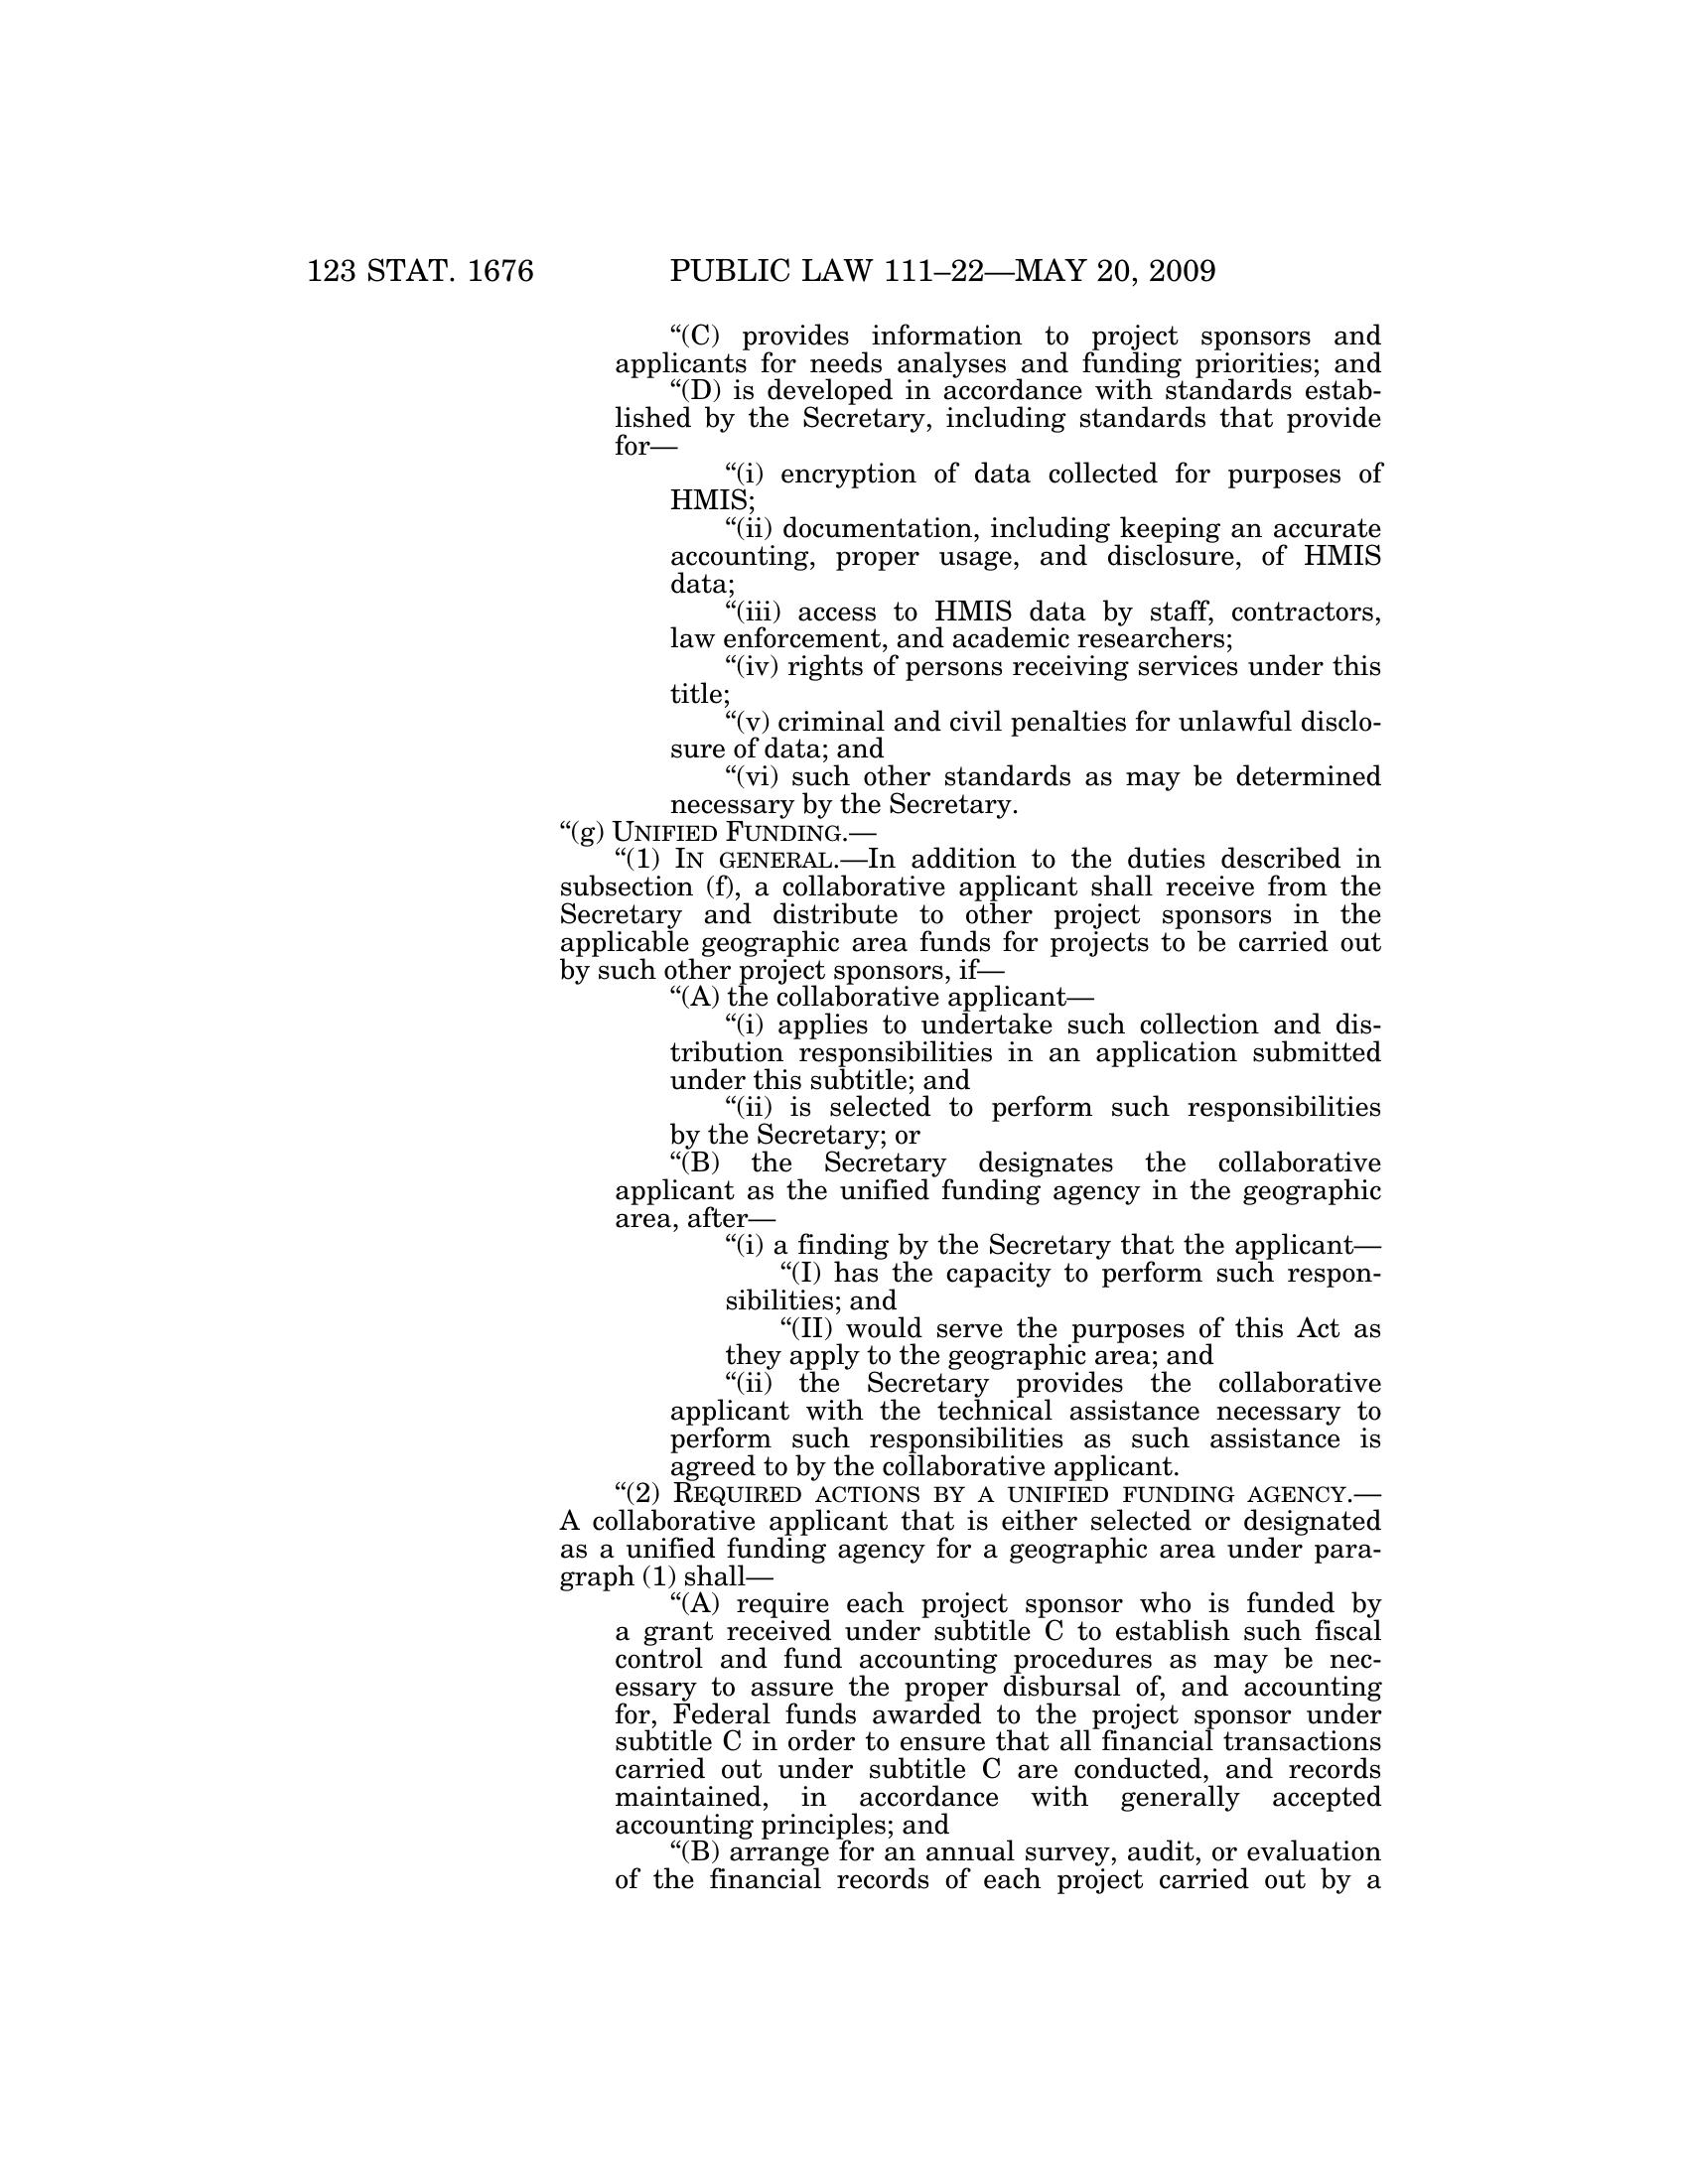 123 STAT. 1676 PUBLIC LAW 111–22—MAY 20, 2009
“(C) provides information to project sponsors and
applicants for needs analyses and funding priorities; and
“(D) is developed in accordance with standards estab-
lished by the Secretary, including standards that provide
for—
“(i) encryption of data collected for purposes of
HMIS;
“(ii) documentation, including keeping an accurate
accounting, proper usage, and disclosure, of HMIS
data;
“(iii) access to HMIS data by staff, contractors,
law enforcement, and academic researchers;
“(iv) rights of persons receiving services under this
title;
“(v) criminal and civil penalties for unlawful disclo-
sure of data; and
“(vi) such other standards as may be determined
necessary by the Secretary.
“(g) UNIFIED FUNDING.—
“(1) IN GENERAL.—In addition to the duties described in
subsection (f), a collaborative applicant shall receive from the
Secretary and distribute to other project sponsors in the
applicable geographic area funds for projects to be carried out
by such other project sponsors, if—
“(A) the collaborative applicant—
“(i) applies to undertake such collection and dis-
tribution responsibilities in an application submitted
under this subtitle; and
“(ii) is selected to perform such responsibilities
by the Secretary; or
“(B) the Secretary designates the collaborative
applicant as the unified funding agency in the geographic
area, after—
“(i) a finding by the Secretary that the applicant—
“(I) has the capacity to perform such respon-
sibilities; and
“(II) would serve the purposes of this Act as
they apply to the geographic area; and
“(ii) the Secretary provides the collaborative
applicant with the technical assistance necessary to
perform such responsibilities as such assistance is
agreed to by the collaborative applicant.
“(2) REQUIRED ACTIONS BY A UNIFIED FUNDING AGENCY.—
A collaborative applicant that is either selected or designated
as a unified funding agency for a geographic area under para-
graph (1) shall—
“(A) require each project sponsor who is funded by
a grant received under subtitle C to establish such fiscal
control and fund accounting procedures as may be nec-
essary to assure the proper disbursal of, and accounting
for, Federal funds awarded to the project sponsor under
subtitle C in order to ensure that all financial transactions
carried out under subtitle C are conducted, and records
maintained, in accordance with generally accepted
accounting principles; and
“(B) arrange for an annual survey, audit, or evaluation
of the financial records of each project carried out by a